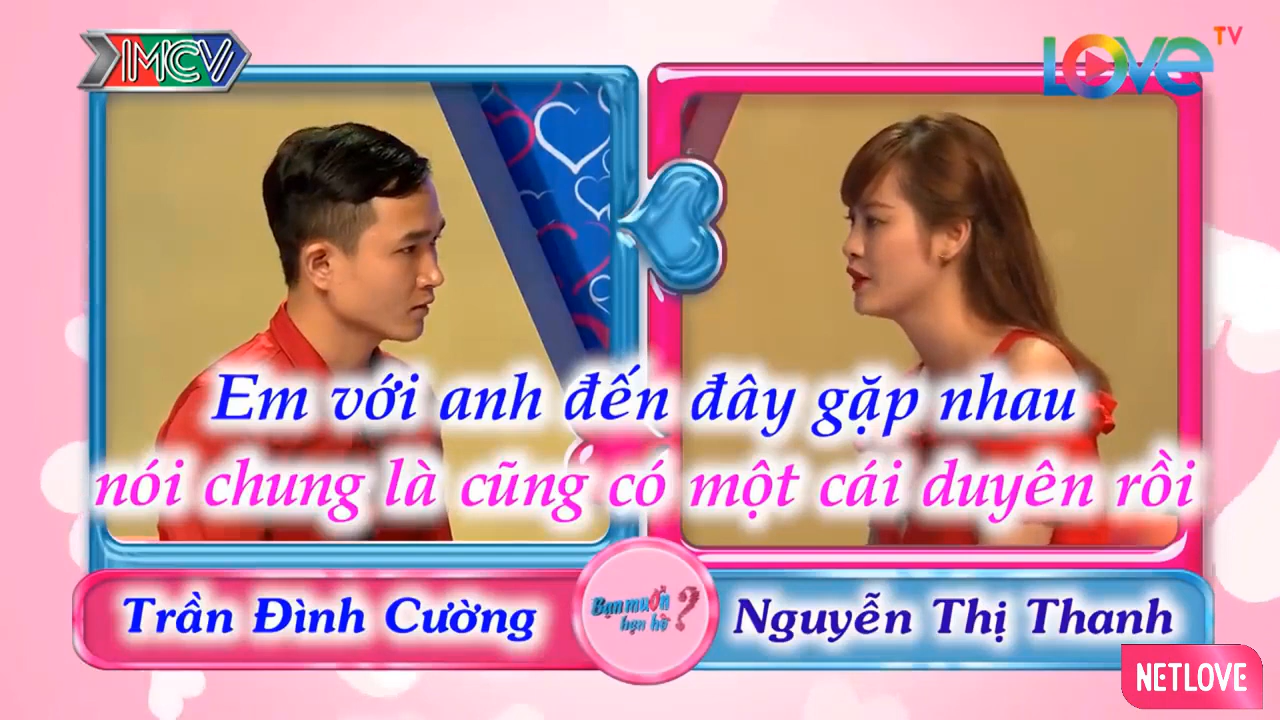 MCV
LOVE TV
Em với anh đến đây gặp nhau
nói chung là cũng có một cái duyên rồi
Trần Đình Cường
Bạn muốn
hẹn hò ?
Nguyễn Thị Thanh
NETLOVE